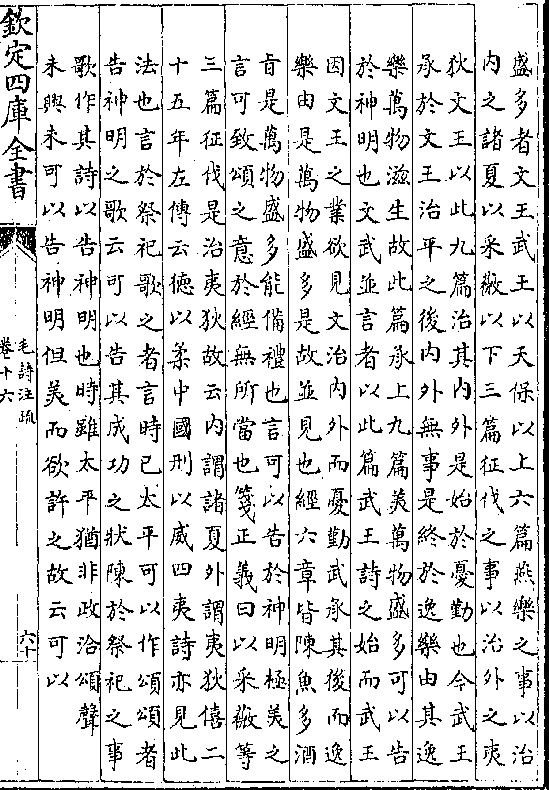 盛多者文王武王以天保以上六篇燕樂之事以治
内之諸夏以采薇以下三篇征伐之事以治外之夷
狄文王以此九篇治其内外是始於憂勤也今武王
承於文王治平之後内外無事是終於逸樂由其逸
樂萬物滋生故此篇承上九篇美萬物盛多可以告
於神明也文武並言者以此篇武王詩之始而武王
因文王之業欲見文治内外而憂勤武承其後而逸
樂由是萬物盛多是故並見也經六章皆陳魚多酒
旨是萬物盛多能備禮也言可以告於神明極美之
言可致頌之意於經無所當也箋正義曰以采薇等
三篇征伐是治夷狄故云内謂諸夏外謂夷狄僖二
十五年左傳云德以柔中國刑以威四夷詩亦見此
法也言於祭祀歌之者言時已太平可以作頌頌者
告神明之歌云可以告其成功之狀陳於祭祀之事
歌作其詩以告神明也時雖太平猶非政洽頌聲
未興未可以告神明但美而欲許之故云可以
欽定四庫全書
毛詩注疏
卷十六
六十